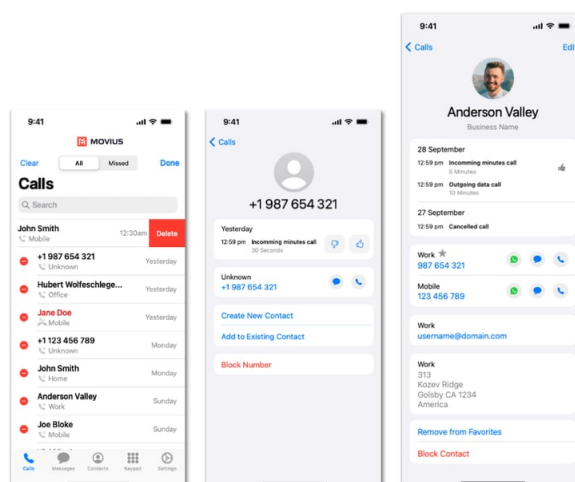 9:41
MOVIUS
Clear
All
Missed
Done
Calls
Search
John Smith
Mobile
12:30am
Delete
+1 987 654 321
Unknown
Yesterday
Hubert Wolfeschlege...
Office
Yesterday
Jane Doe
Mobile
Yesterday
+1 123 456 789
Unknown
Monday
John Smith
Home
Monday
Anderson Valley
Work
Sunday
Joe Bloke
Mobile
Sunday
Calls
Messages
Contacts
Keypad
Settings
9:41
Calls
+1 987 654 321
Yesterday
12:59 pm Incomming minutes call
30 Seconds
Unknown
+1 987 654 321
Create New Contact
Add to Existing Contact
Block Number
9:41
Calls
Edit
Anderson Valley
Business Name
28 September
12:59 pm Incomming minutes call
5 Minutes
12:59 pm Outgoing data call
10 Minutes
27 September
12:59 pm Cancelled call
Work
987 654 321
Mobile
123 456 789
Work
username@domain.com
Work
313
Kozey Ridge
Golsby CA 1234
America
Remove from Favorites
Block Contact